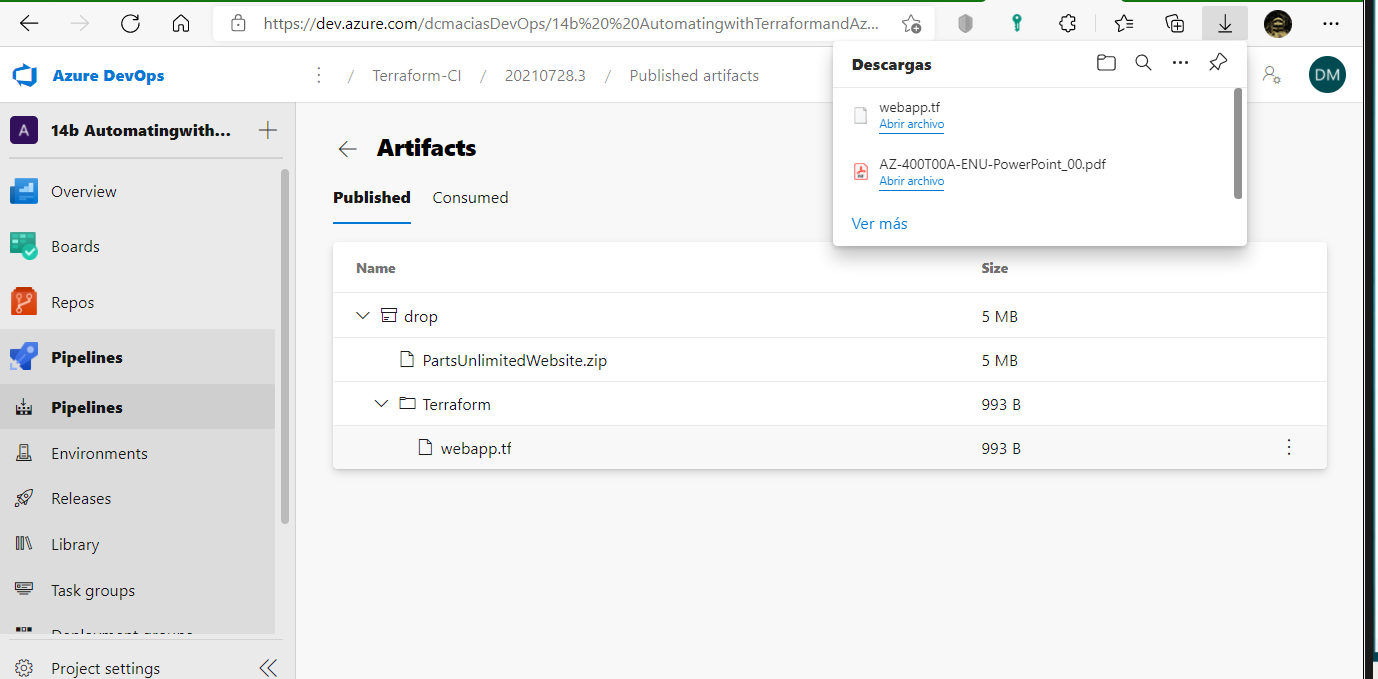 https://dev.azure.com/dcmaciasDevOps/14b%20%20AutomatingwithTerraformandAz...
Azure DevOps
/ Terraform-CI / 20210728.3 / Published artifacts
DM
Descargas
webapp.tf
Abrir archivo
AZ-400T00A-ENU-PowerPoint_00.pdf
Abrir archivo
Ver más
A 14b Automatingwith...
Overview
Boards
Repos
Pipelines
Pipelines
Environments
Releases
Library
Task groups
Deployment groups
Project settings
Artifacts
Published Consumed
Name Size
drop 5 MB
PartsUnlimitedWebsite.zip 5 MB
Terraform 993 B
webapp.tf 993 B